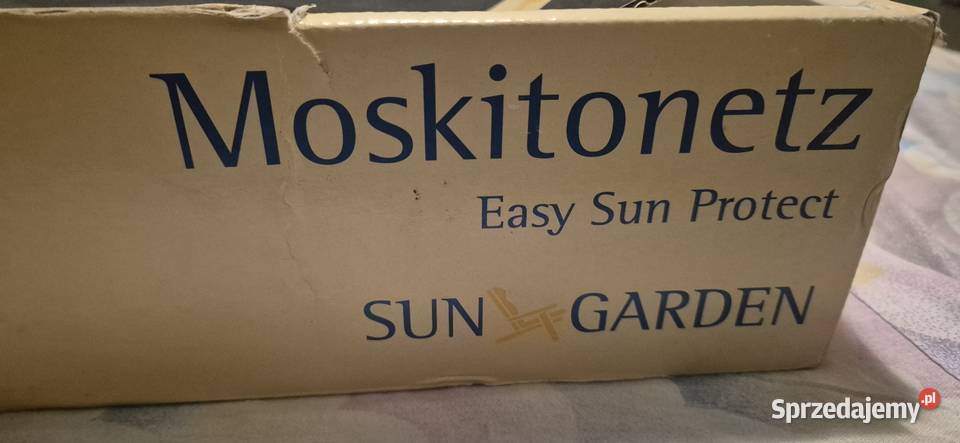 Moskitonetz
Easy Sun Protect
SUN GARDEN
Sprzedajemy.pl